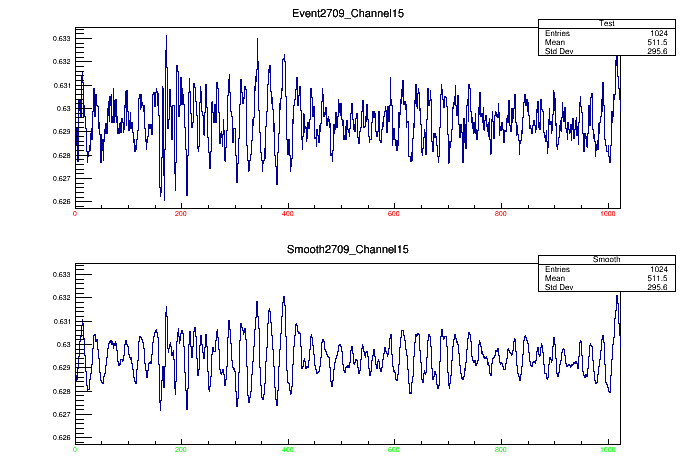 Event2709_Channel15
Test
Entries 1024
Mean 511.5
Std Dev 295.6
0.633
0.632
0.631
0.63
0.629
0.628
0.627
0.626
0 200 400 600 800 1000
Smooth2709_Channel15
Smooth
Entries 1024
Mean 511.5
Std Dev 295.6
0.633
0.632
0.631
0.63
0.629
0.628
0.627
0.626
0 200 400 600 800 1000